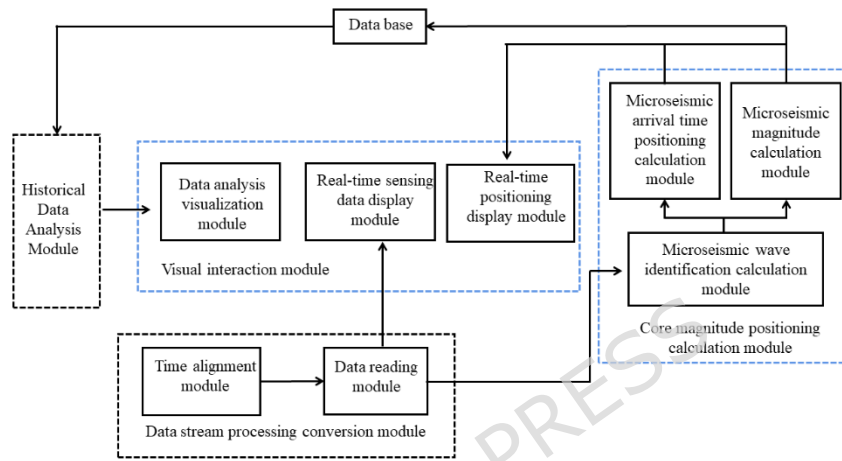 Data base
Microseismic
arrival time
positioning
calculation
module
Microseismic
magnitude
calculation
module
Historical
Data
Analysis
Module
Data analysis
visualization
module
Real-time sensing
data display
module
Real-time
positioning
display module
Visual interaction module
Microseismic wave
identification calculation
module
Core magnitude positioning
calculation module
Time alignment
module
Data reading
module
Data stream processing conversion module
PRESS